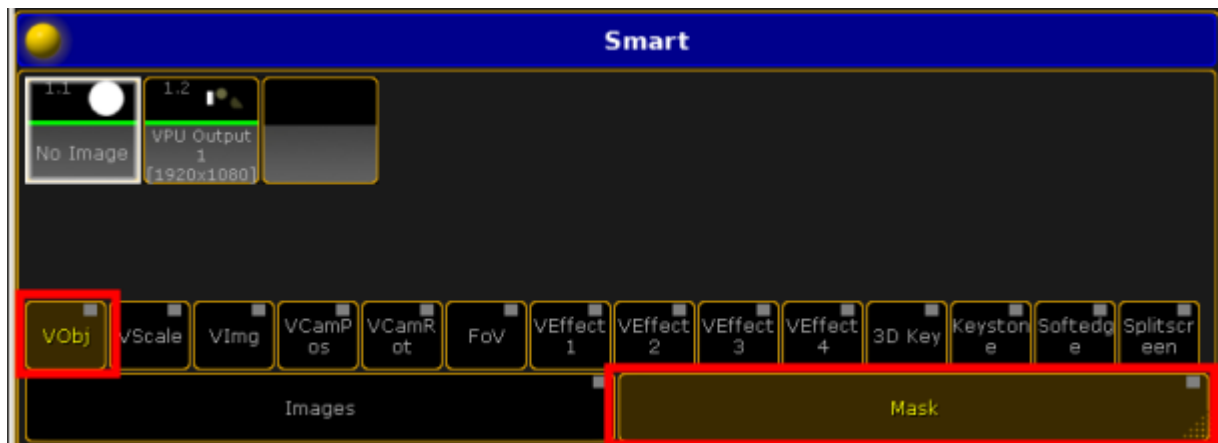 Smart
1.1
No Image
1.2
VPU Output
1
[1920x1080]
VObj
VScale
VImg
VCamP
os
VCamR
ot
FoV
VEffect
1
VEffect
2
VEffect
3
VEffect
4
3D Key
Keyston
e
Softedg
e
Splitscr
een
Images
Mask